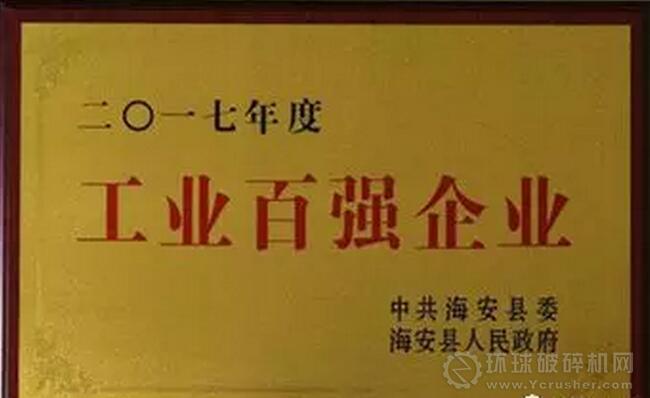 二〇一七年度
工业百强企业
中共海安县委
海安县人民政府
环球破碎机网
www.Ycrusher.com